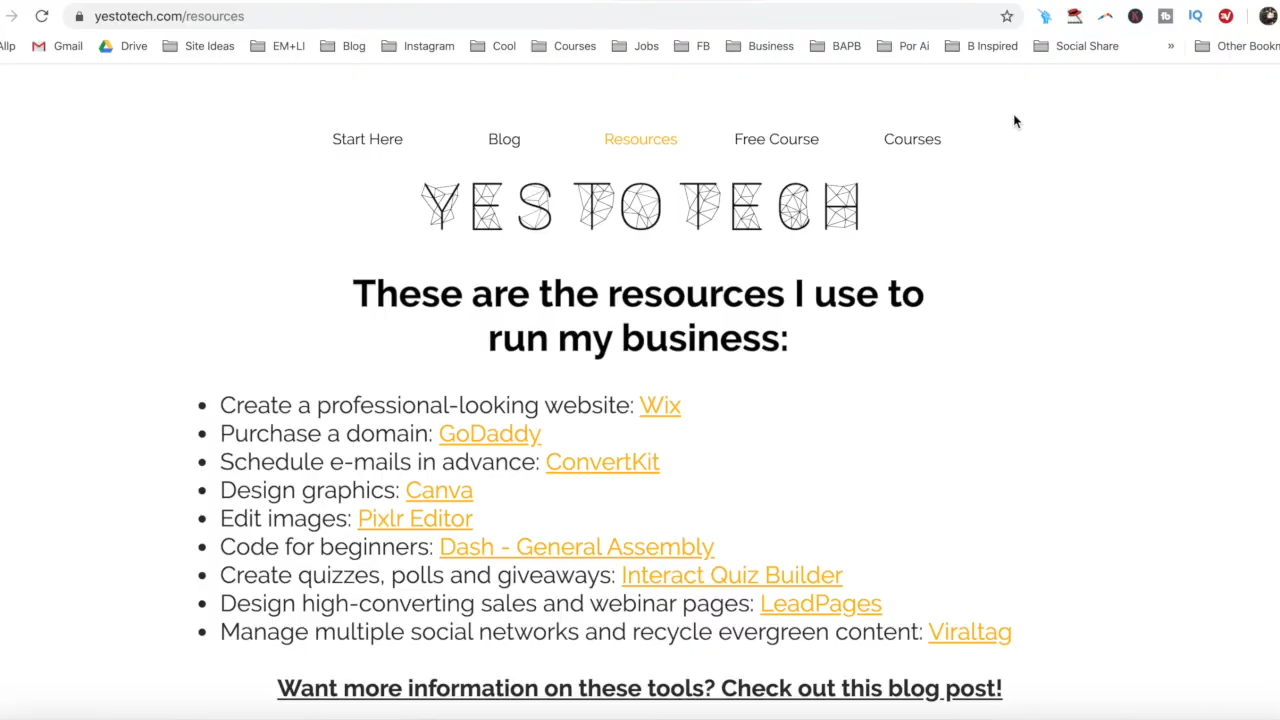 yestotech.com/resources
Allp Gmail Drive Site Ideas EM+LI Blog Instagram Cool Courses Jobs FB Business BAPB Por Ai B Inspired Social Share » Other Bookm
Start Here Blog Resources Free Course Courses
YES TO TECH
These are the resources I use to
run my business:
• Create a professional-looking website: Wix
• Purchase a domain: GoDaddy
• Schedule e-mails in advance: ConvertKit
• Design graphics: Canva
• Edit images: Pixlr Editor
• Code for beginners: Dash - General Assembly
• Create quizzes, polls and giveaways: Interact Quiz Builder
• Design high-converting sales and webinar pages: LeadPages
• Manage multiple social networks and recycle evergreen content: Viraltag
Want more information on these tools? Check out this blog post!